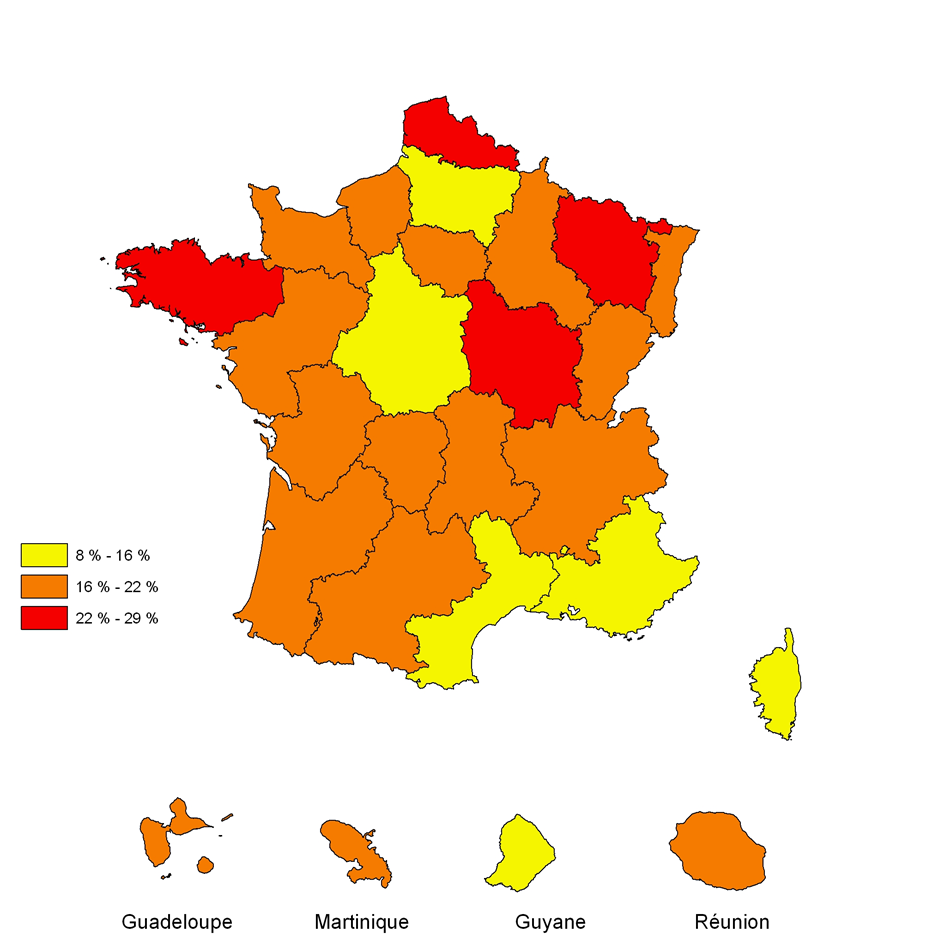 8 % - 16 %
16 % - 22 %
22 % - 29 %
Guadeloupe
Martinique
Guyane
Réunion